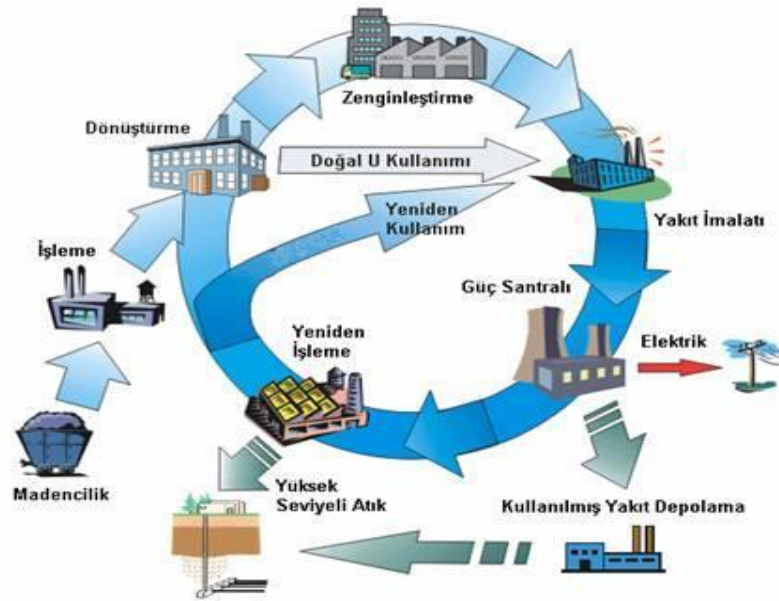 Zenginleştirme
Dönüştürme
Doğal U Kullanımı
Yeniden
Kullanım
Yakıt İmalatı
İşleme
Güç Santralı
Elektrik
Yeniden
İşleme
Madencilik
Yüksek
Seviyeli Atık
Kullanılmış Yakıt Depolama